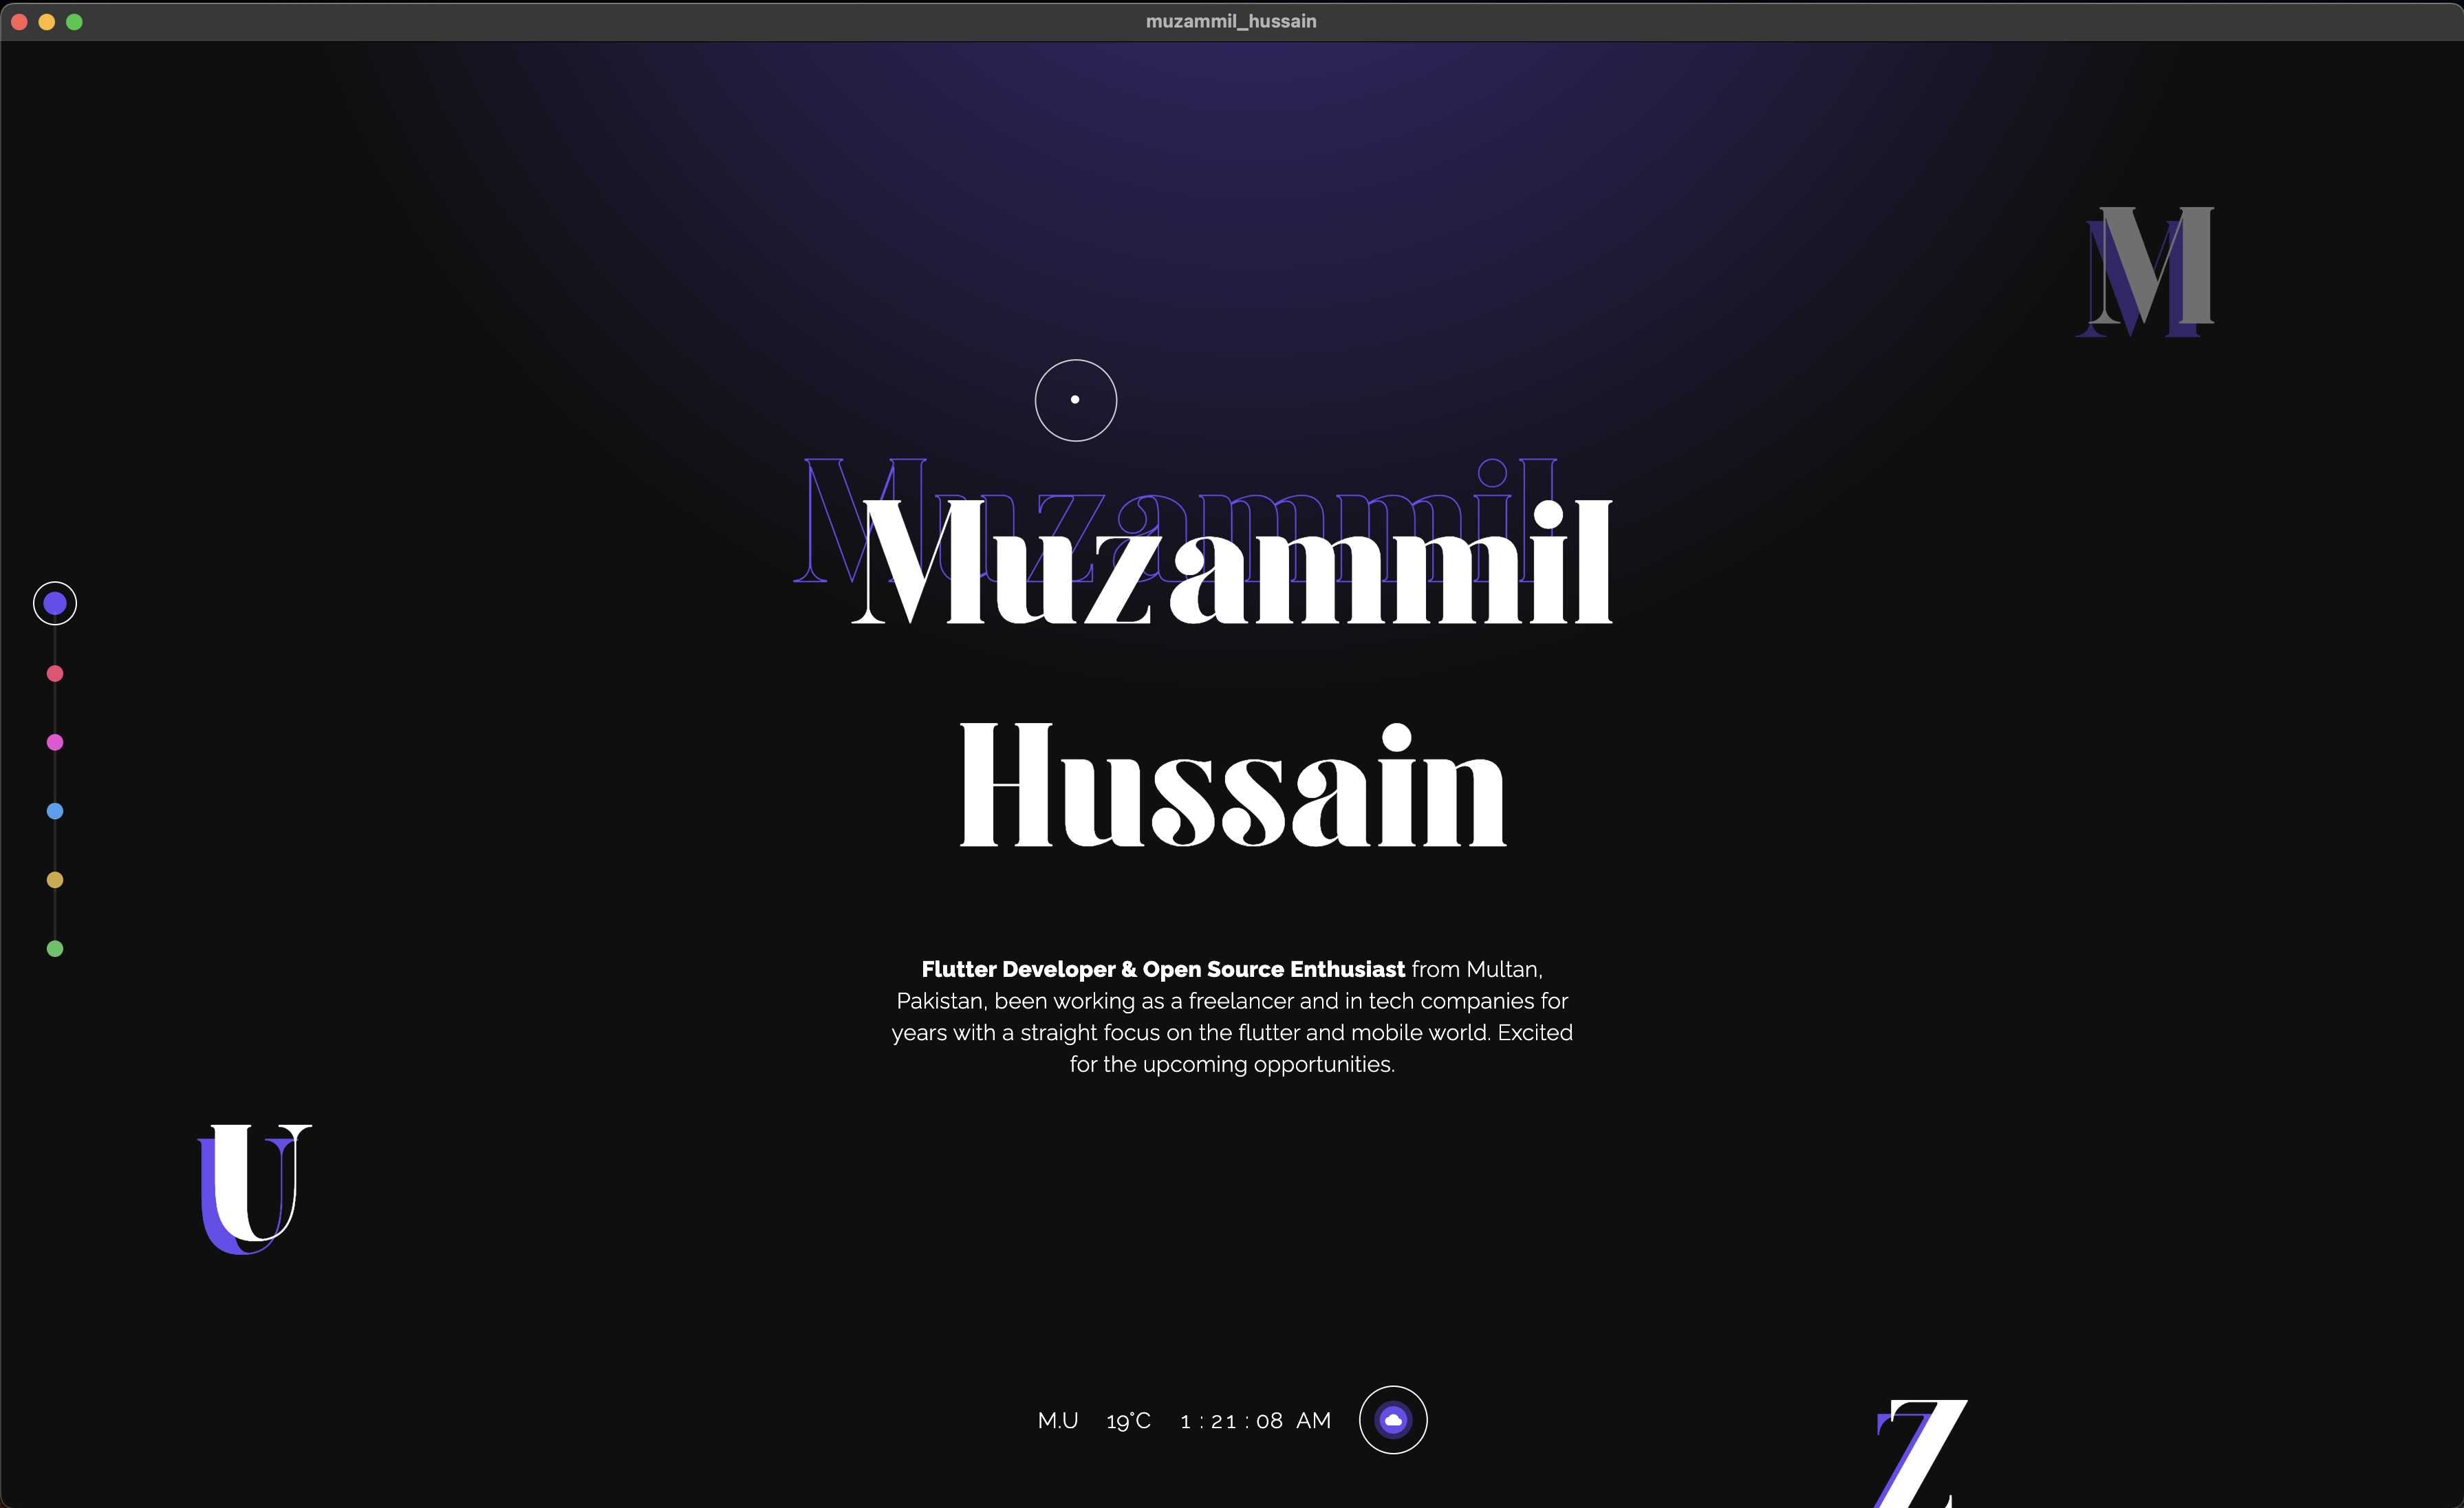 muzammil_hussain
M
Muzammil
Muzammil
Hussain
Flutter Developer & Open Source Enthusiast from Multan,
Pakistan, been working as a freelancer and in tech companies for
years with a straight focus on the flutter and mobile world. Excited
for the upcoming opportunities.
U
M.U 19°C 1 : 21 : 08 AM
Z